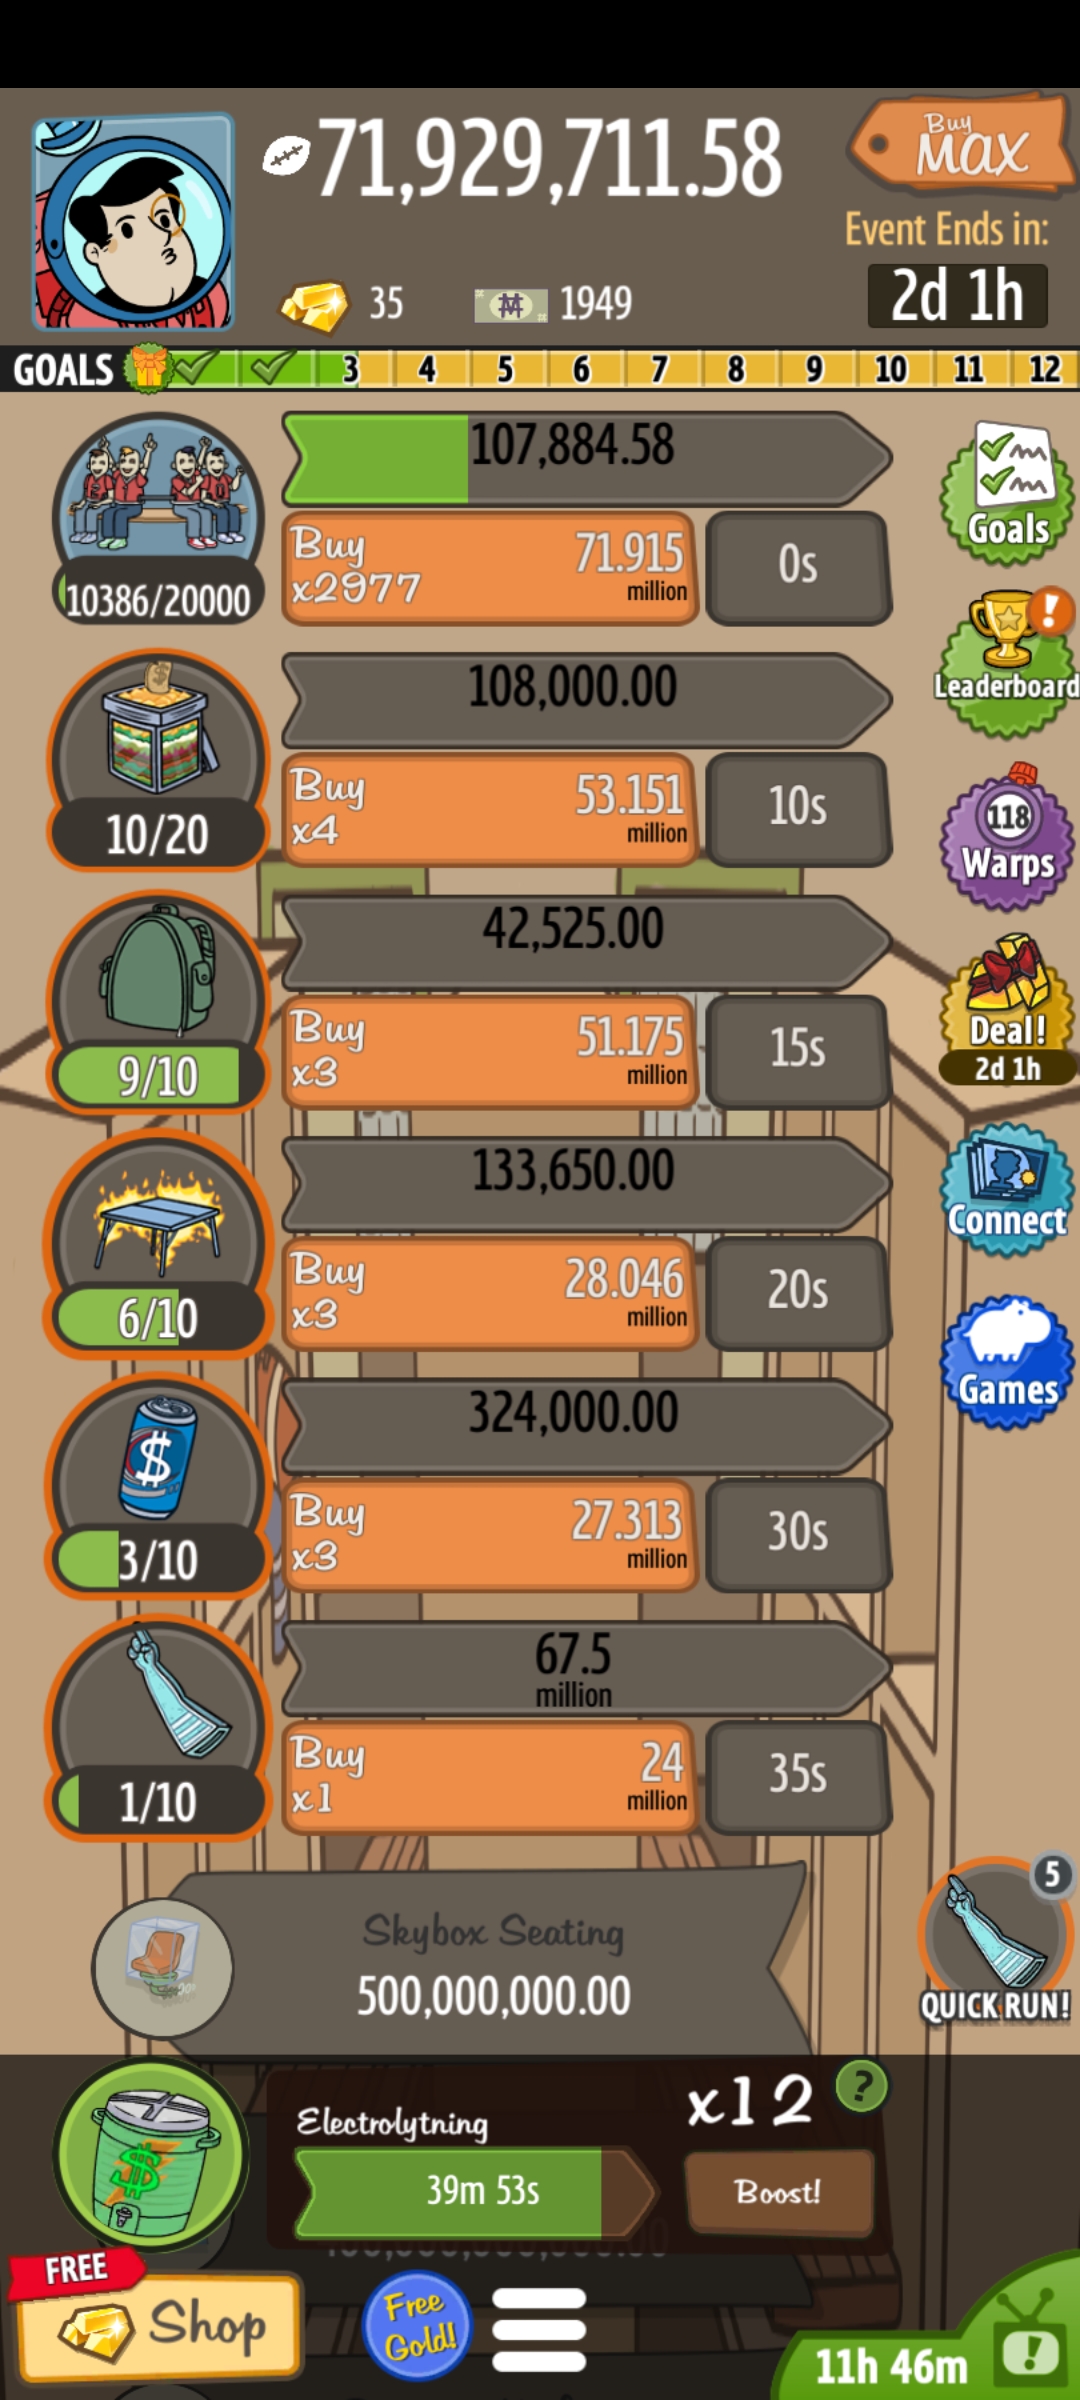 71,929,711.58
Buy
MAX
Event Ends in:
2d 1h
35
1949
GOALS 3 4 5 6 7 8 9 10 11 12
107,884.58
Buy
x2977
71.915
million
0s
10386/20000
Goals
108,000.00
Buy
x4
53.151
million
10s
10/20
Leaderboard
42,525.00
Buy
x3
51.175
million
15s
9/10
118
Warps
133,650.00
Buy
x3
28.046
million
20s
6/10
Deal!
2d 1h
324,000.00
Buy
x3
27.313
million
30s
3/10
Connect
67.5
million
Buy
x1
24
million
35s
1/10
Games
Skybox Seating
500,000,000.00
5
QUICK RUN!
Electrolytning
x12
?
39m 53s
Boost!
FREE
Shop
Free
Gold!
11h 46m